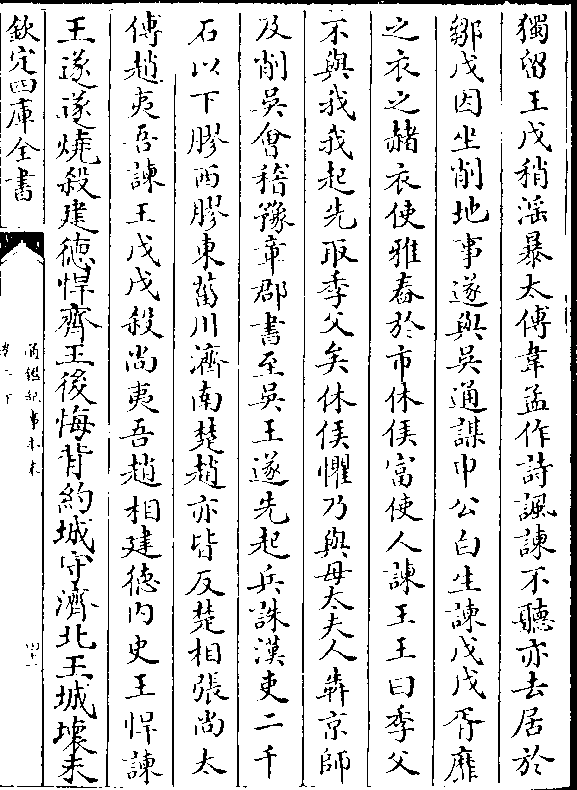 獨留王戊稍淫暴太傅韋孟作詩諷諫不聽亦去居於
鄒戊因坐削地事遂與吳通謀申公白生諫戊戊胥靡
之衣之赭衣使雅舂於市休侯富使人諫王王曰季父
不與我我起先取季父矣休侯懼乃與母太夫人犇京師
及削吳會稽豫章郡書至吳王遂先起兵誅漢吏二千
石以下膠西膠東菑川濟南楚趙亦皆反楚相張尚太
傅趙夷吾諫王戊戊殺尚夷吾趙相建德內史王悍諫
王遂遂燒殺建德悍齊王後悔背約城守濟北王城壞未
欽定四庫全書
通鑑紀事本末
卷二下